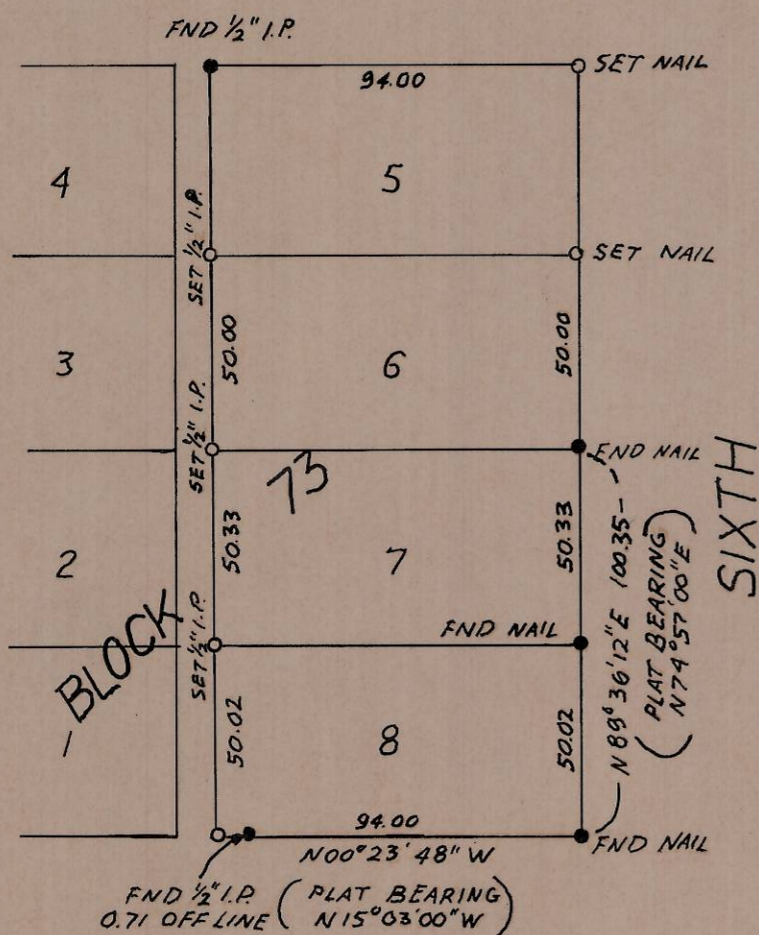 FND ½" I.P.
SET NAIL
94.00
4
5
SET ½" I.P.
SET NAIL
3
50.00
6
50.00
SET ½" I.P.
FND NAIL
73
SIXTH
2
50.33
7
50.33
N 89° 36' 12" E 100.35
(PLAT BEARING
N 74° 57' 00" E)
BLOCK
SET ½" I.P.
FND NAIL
1
50.02
8
50.02
94.00
FND NAIL
N00° 23' 48" W
FND ½" I.P.
0.71 OFF LINE
(PLAT BEARING
N 15° 03' 00" W)